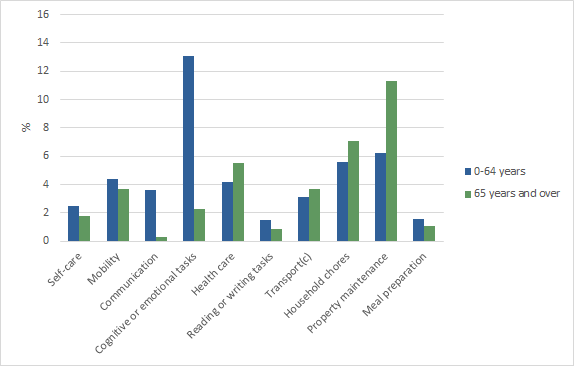 16
14
12
10
8
6
4
2
0
%
Self-care
Mobility
Communication
Cognitive or emotional tasks
Health care
Reading or writing tasks
Transport(c)
Household chores
Property maintenance
Meal preparation
0-64 years
65 years and over